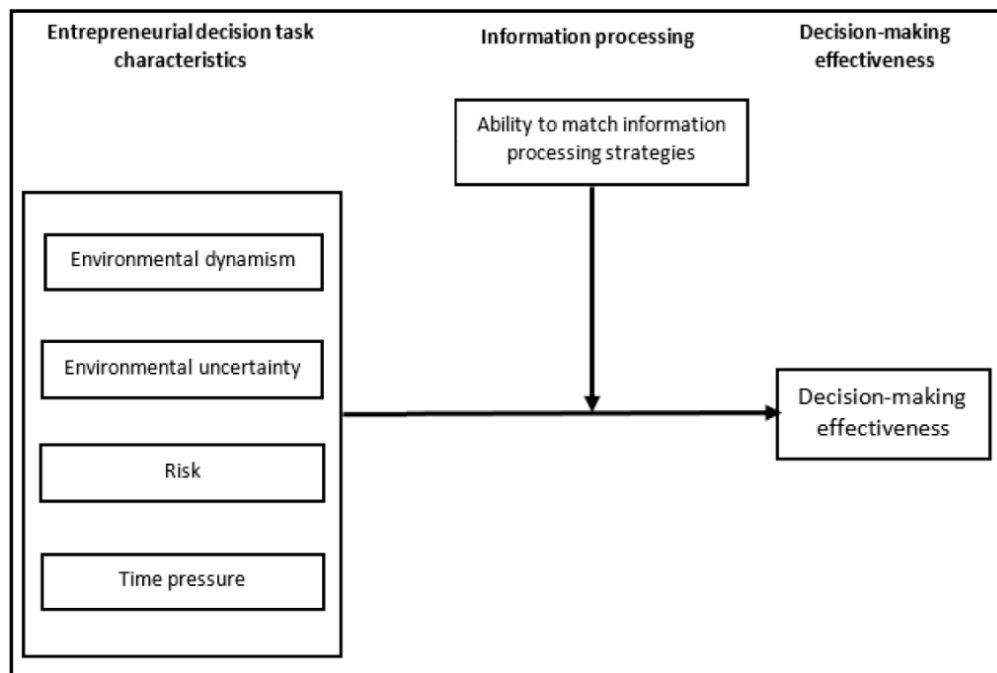 Entrepreneurial decision task
characteristics
Information processing
Decision-making
effectiveness
Ability to match information
processing strategies
Environmental dynamism
Environmental uncertainty
Risk
Time pressure
Decision-making
effectiveness